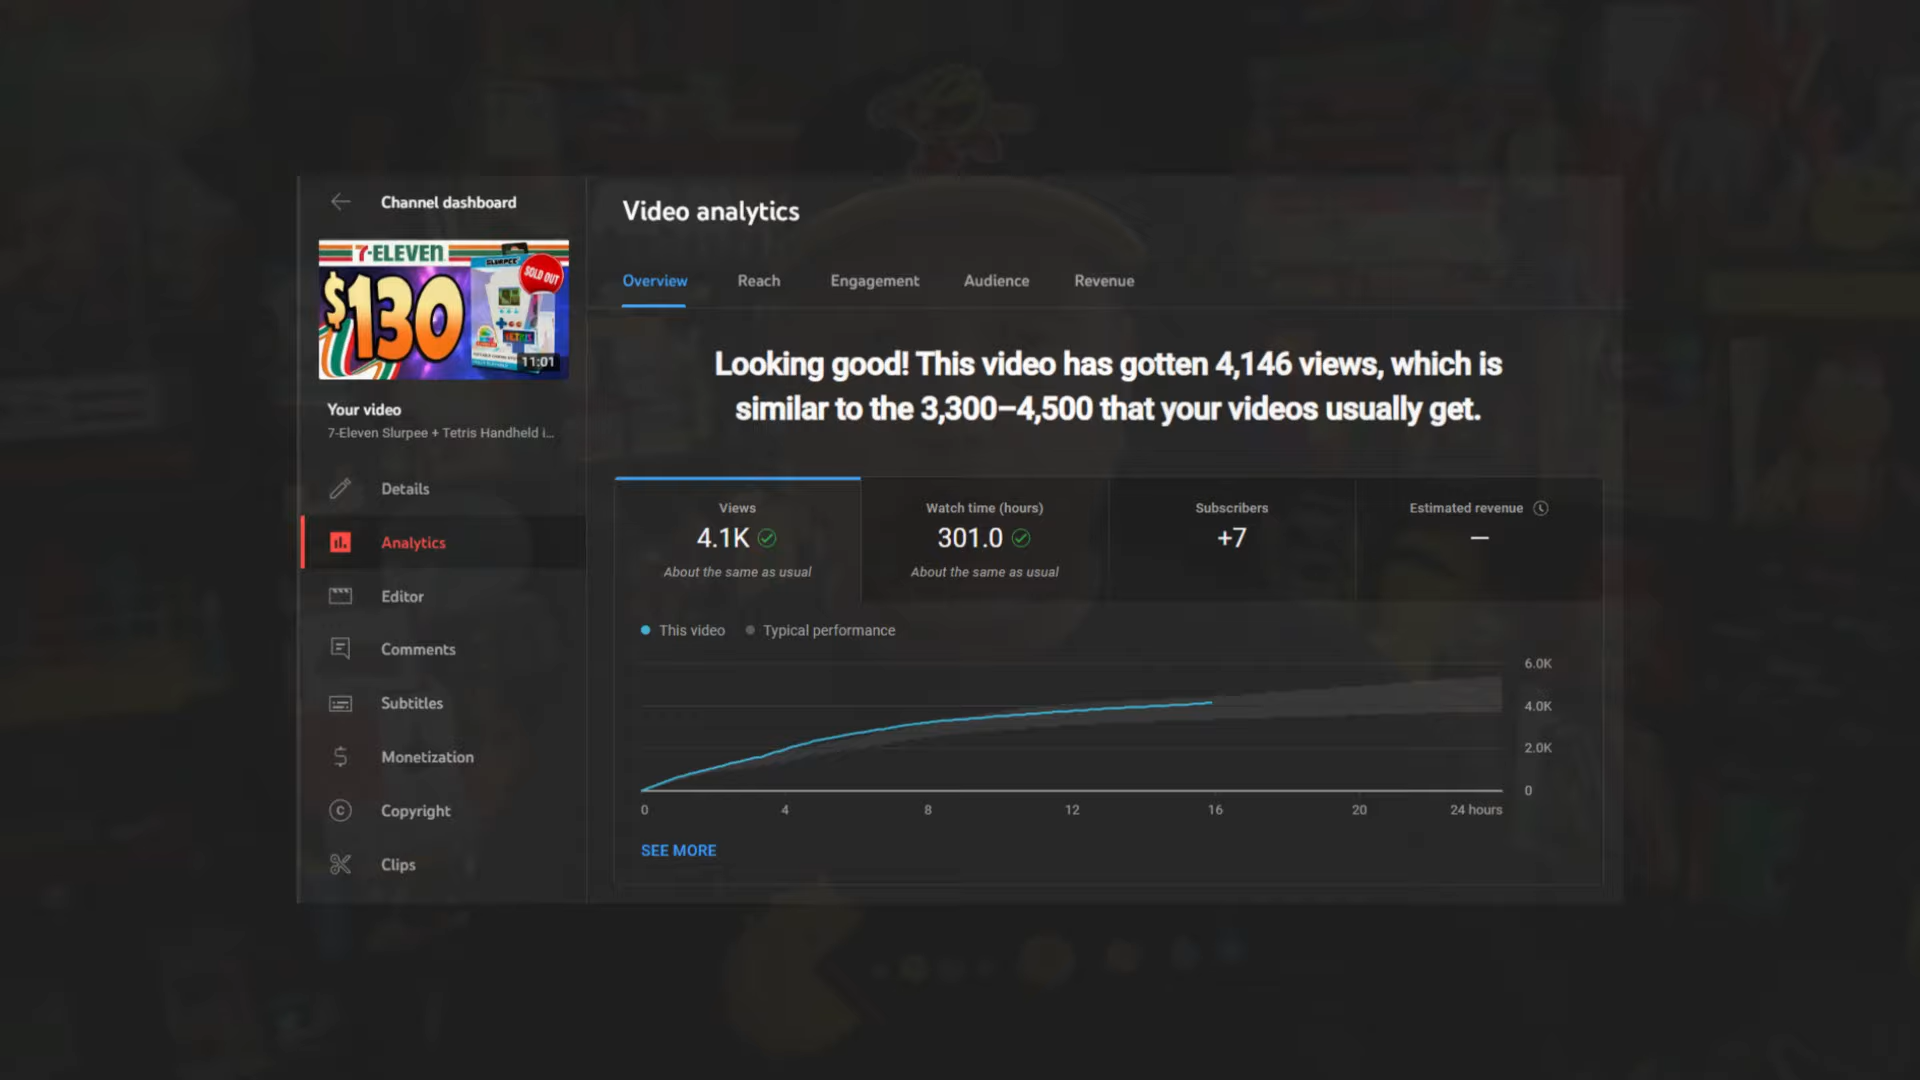 Channel dashboard
7-ELEVEN
$130
SLURPEE
SOLD OUT
TETRIS
11:01
Your video
7-Eleven Slurpee + Tetris Handheld i...
Details
Analytics
Editor
Comments
Subtitles
Monetization
Copyright
Clips
Video analytics
Overview Reach Engagement Audience Revenue
Looking good! This video has gotten 4,146 views, which is
similar to the 3,300–4,500 that your videos usually get.
Views Watch time (hours) Subscribers Estimated revenue
4.1K 301.0 +7 —
About the same as usual About the same as usual
This video Typical performance
6.0K
4.0K
2.0K
0
0 4 8 12 16 20 24 hours
SEE MORE